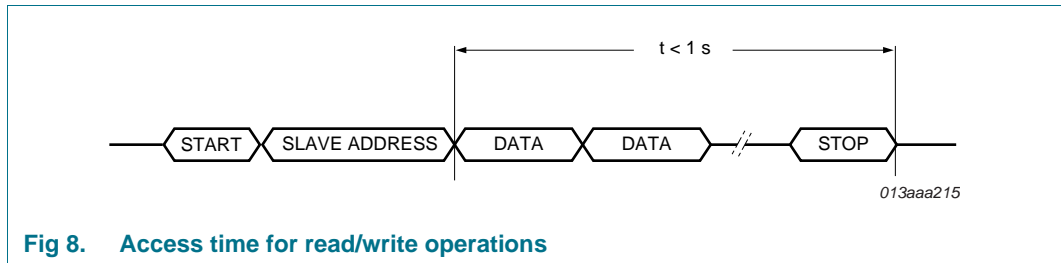 t < 1 s
START SLAVE ADDRESS DATA DATA STOP
013aaa215
Fig 8. Access time for read/write operations